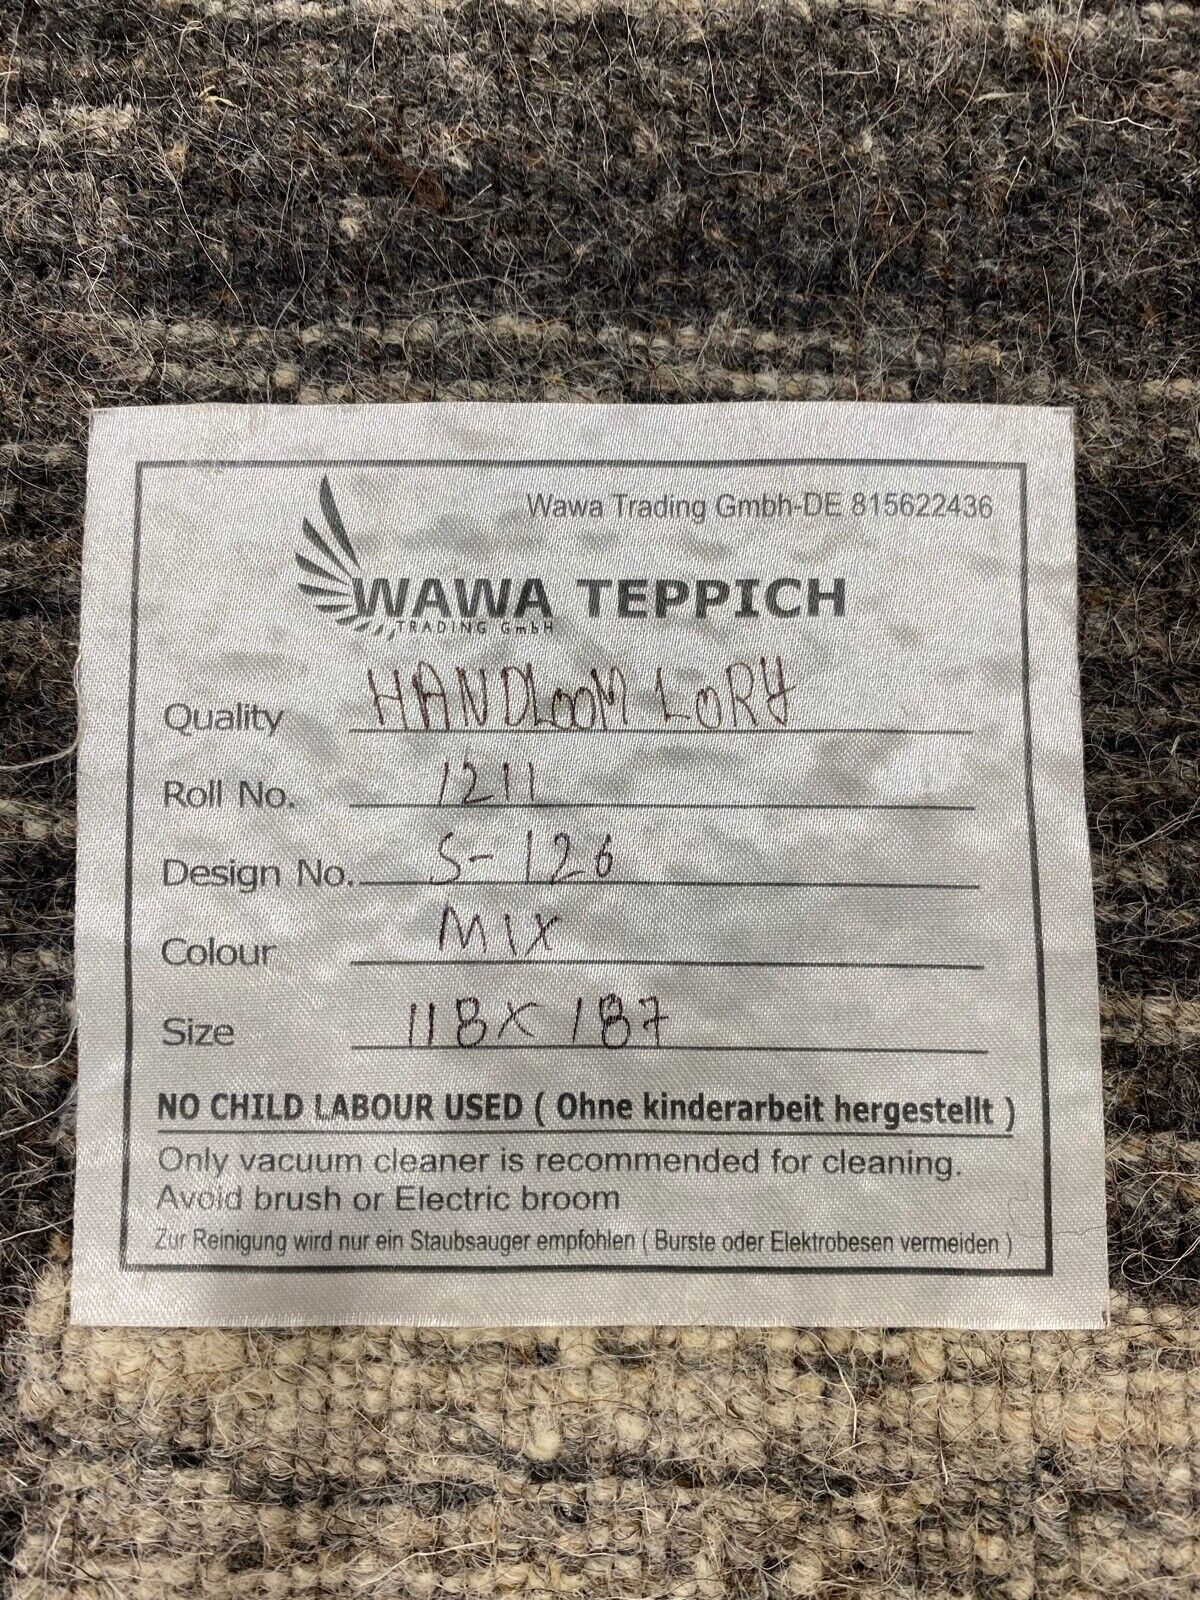 Wawa Trading Gmbh-DE 815622436
WAWA TEPPICH
TRADING GmbH
Quality HANDLOOM LORY
Roll No. 1211
Design No. S-126
Colour MIX
Size 118X187
NO CHILD LABOUR USED ( Ohne kinderarbeit hergestellt )
Only vacuum cleaner is recommended for cleaning.
Avoid brush or Electric broom
Zur Reinigung wird nur ein Staubsauger empfohlen ( Burste oder Elektrobesen vermeiden )